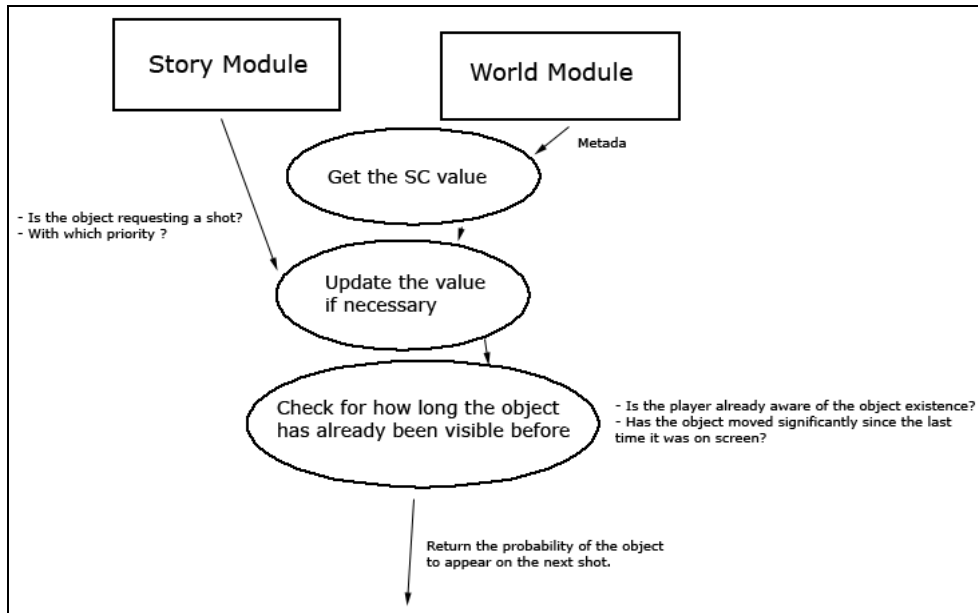 Story Module
World Module
Metada
Get the SC value
- Is the object requesting a shot?
- With which priority ?
Update the value
if necessary
Check for how long the object
has already been visible before
- Is the player already aware of the object existence?
- Has the object moved significantly since the last
time it was on screen?
Return the probability of the object
to appear on the next shot.